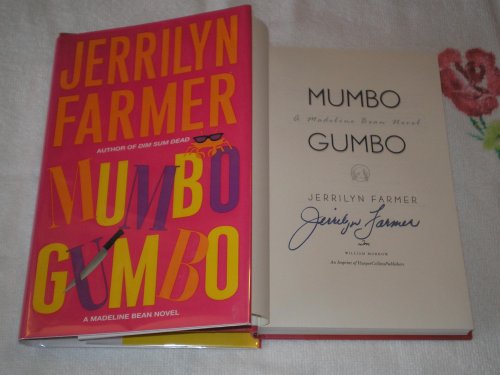 JERRILYN
FARMER
AUTHOR OF DIM SUM DEAD
MUMBO
GUMBO
A MADELINE BEAN NOVEL
MUMBO
A Madeline Bean Novel
GUMBO
JERRILYN FARMER
Jerrilyn Farmer
WILLIAM MORROW
An Imprint of HarperCollinsPublishers